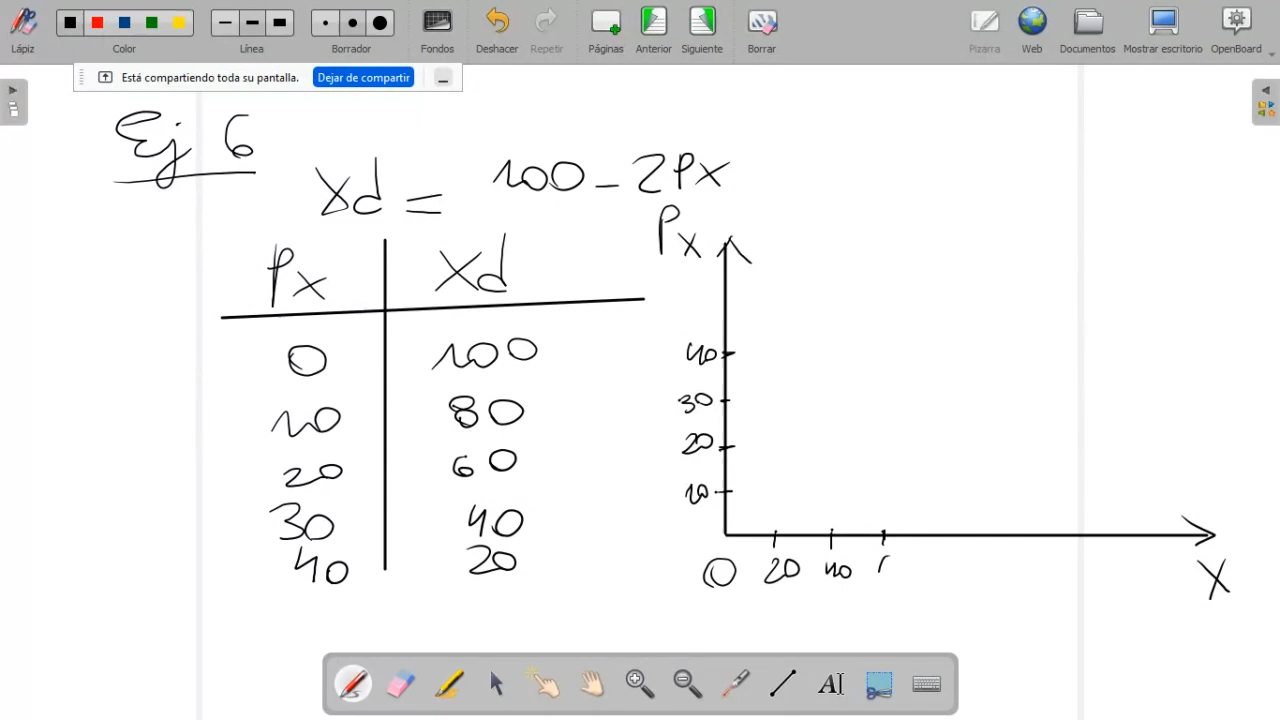 Lápiz Color Línea Borrador Fondos Deshacer Repetir Páginas Anterior Siguiente Borrar Pizarra Web Documentos Mostrar escritorio OpenBoard
Está compartiendo toda su pantalla. Dejar de compartir
Ej 6
Xd = 100 - 2Px
Px Xd
0 100
10 80
20 60
30 40
40 20
Px
40
30
20
10
0 20 40
X
AI